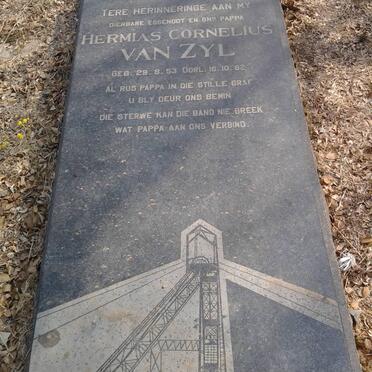 TERE HERINNERINGE AAN MY
DIERBARE EGGENOOT EN ONS PAPPA
HERMIAS CORNELIUS
VAN ZYL
GEB. 29. 8. 53 OORL. 16. 10. 82
AL RUS PAPPA IN DIE STILLE GRAF
U BLY DEUR ONS BEMIN
DIE STERWE KAN DIE BAND NIE BREEK
WAT PAPPA AAN ONS VERBIND.